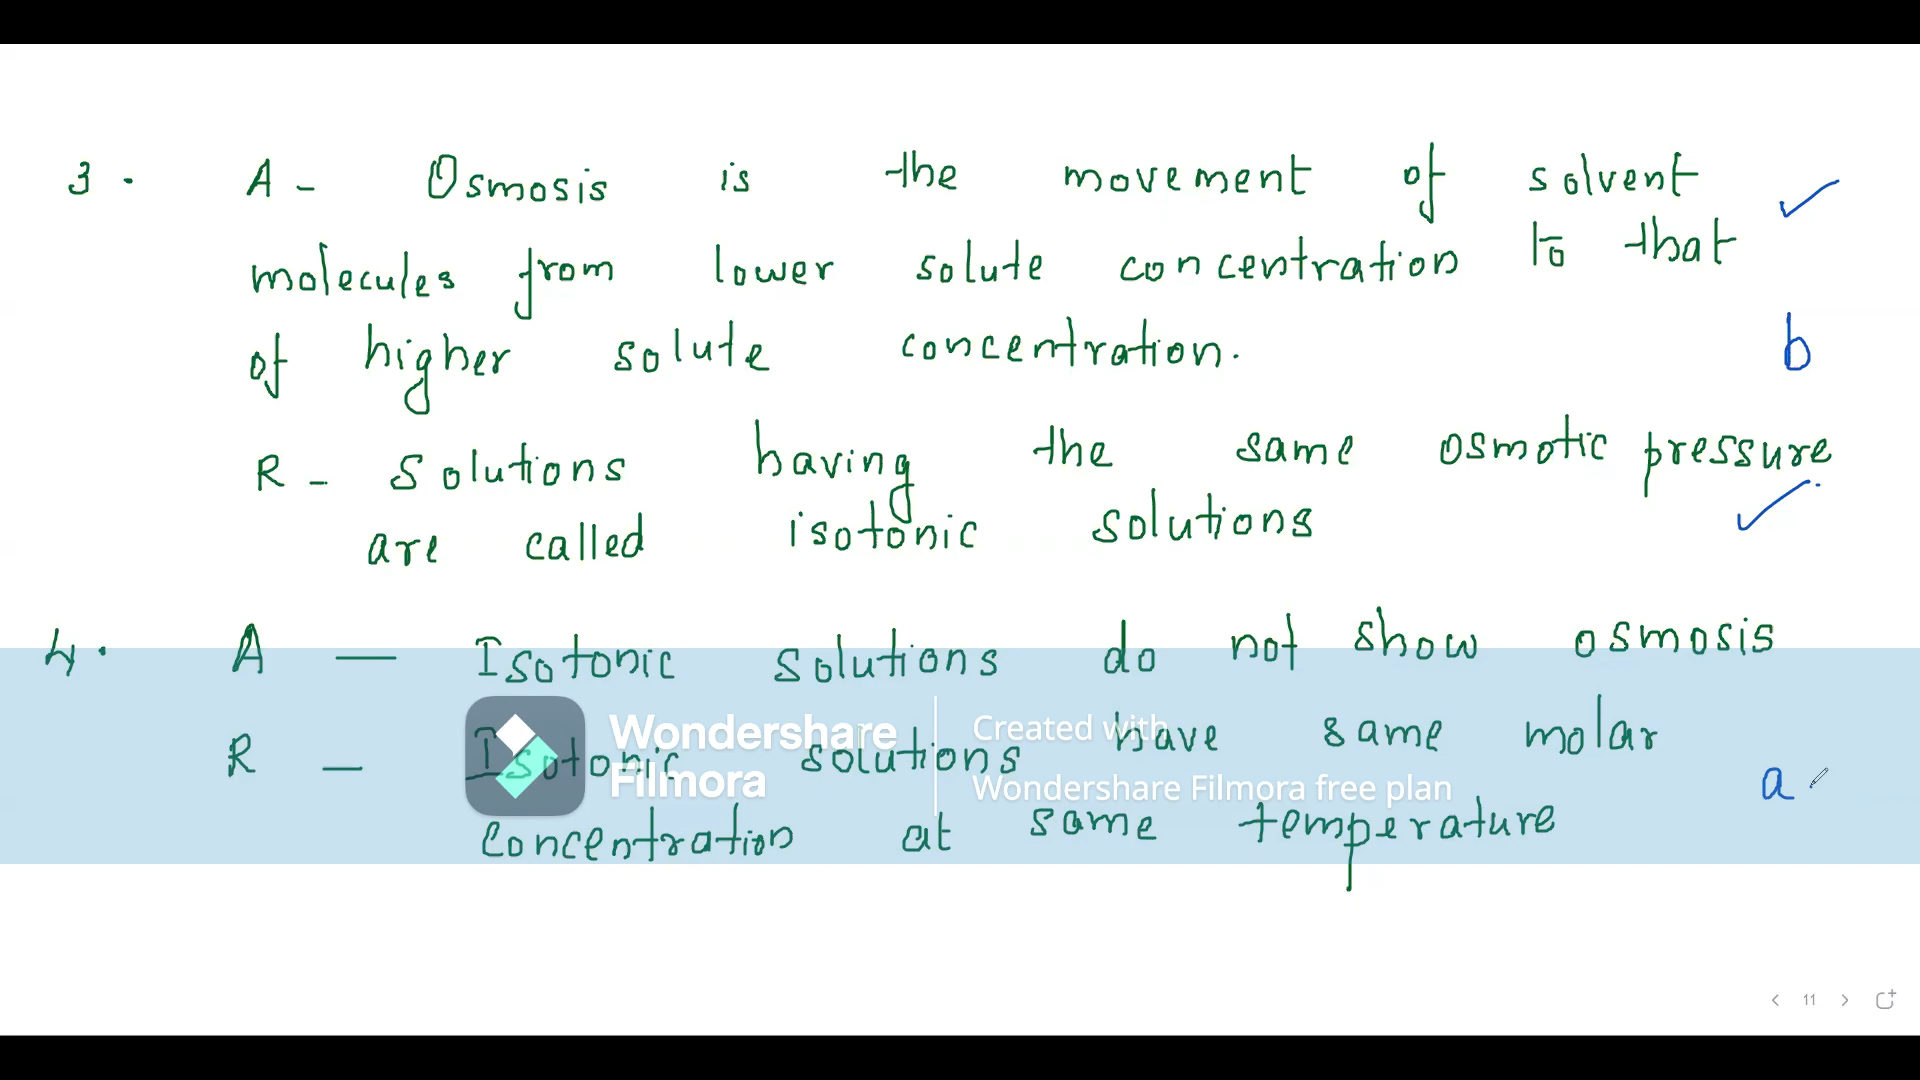 3. A - Osmosis is the movement of solvent
molecules from lower solute concentration to that
of higher solute concentration.
b
R - Solutions having the same osmotic pressure.
are called isotonic solutions
4. A — Isotonic solutions do not show osmosis
R — Isotonic solutions have same molar
concentration at same temperature
a
Wondershare
Filmora
Created with
Wondershare Filmora free plan
11